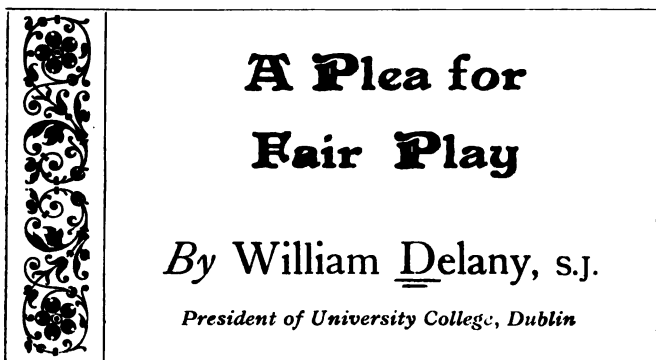 A Plea for
Fair Play
By William Delany, S.J.
President of University College, Dublin